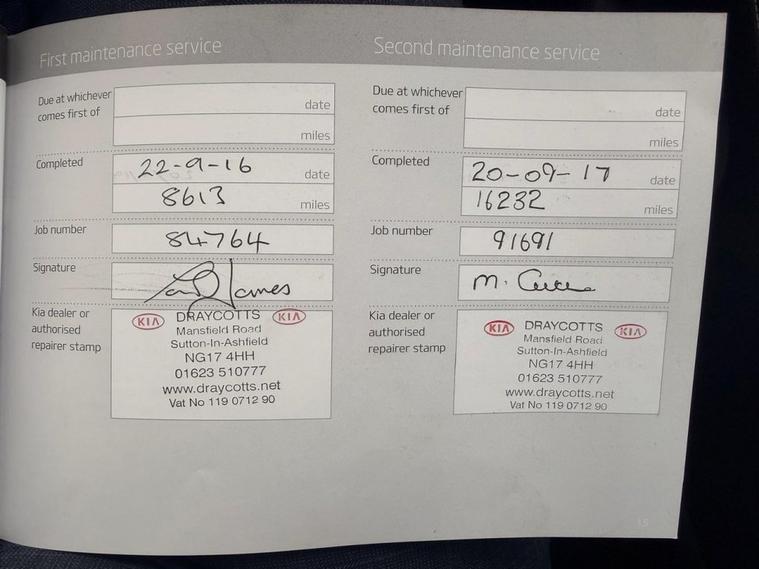 First maintenance service
Due at whichever
comes first of
date
miles
Completed
22-9-16
date
8613
miles
Job number
84764
Signature
James
Kia dealer or
authorised
repairer stamp
KIA DRAYCOTTS KIA
Mansfield Road
Sutton-In-Ashfield
NG17 4HH
01623 510777
www.draycotts.net
Vat No 119 0712 90
Second maintenance service
Due at whichever
comes first of
date
miles
Completed
20-09-17
date
16232
miles
Job number
91691
Signature
M.
Kia dealer or
authorised
repairer stamp
KIA DRAYCOTTS KIA
Mansfield Road
Sutton-In-Ashfield
NG17 4HH
01623 510777
www.draycotts.net
Vat No 119 0712 90